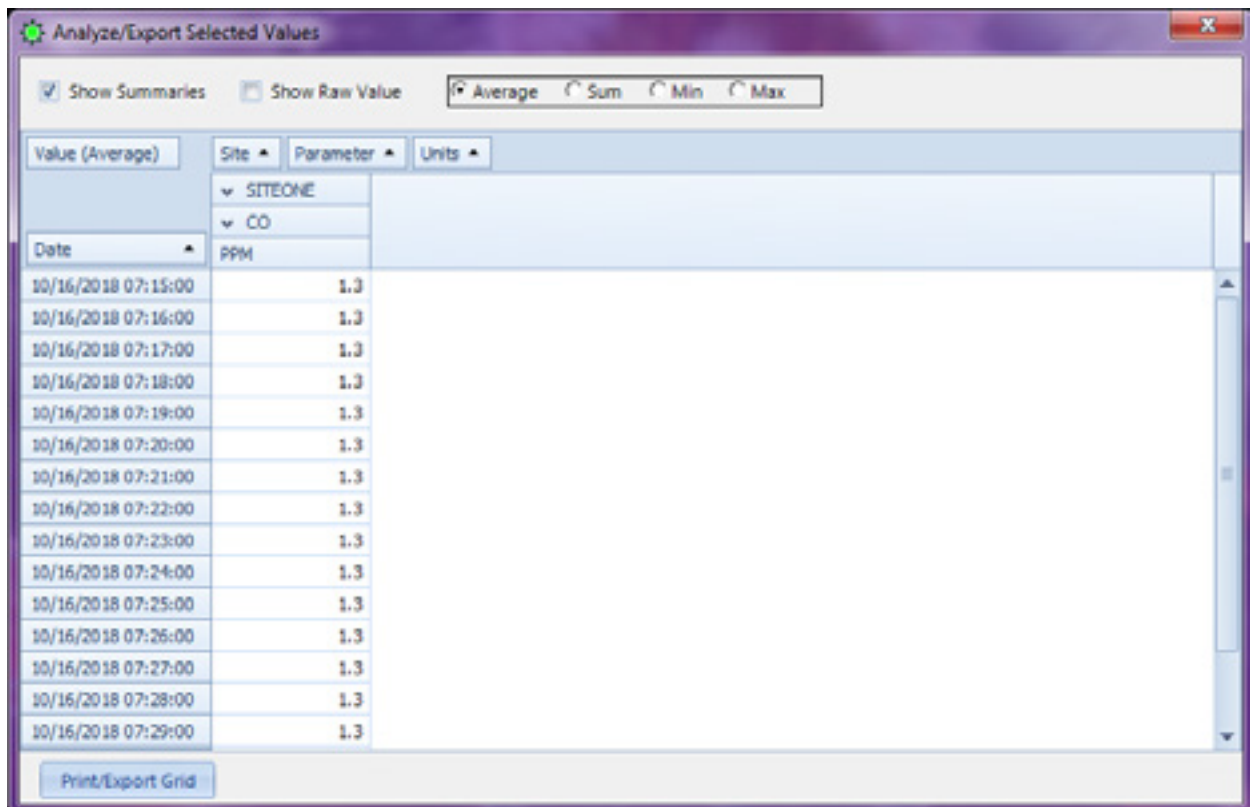 Analyze/Export Selected Values
Show Summaries Show Raw Value Average Sum Min Max
Value (Average) Site Parameter Units
SITEONE
CO
Date PPM
10/16/2018 07:15:00 1.3
10/16/2018 07:16:00 1.3
10/16/2018 07:17:00 1.3
10/16/2018 07:18:00 1.3
10/16/2018 07:19:00 1.3
10/16/2018 07:20:00 1.3
10/16/2018 07:21:00 1.3
10/16/2018 07:22:00 1.3
10/16/2018 07:23:00 1.3
10/16/2018 07:24:00 1.3
10/16/2018 07:25:00 1.3
10/16/2018 07:26:00 1.3
10/16/2018 07:27:00 1.3
10/16/2018 07:28:00 1.3
10/16/2018 07:29:00 1.3
Print/Export Grid